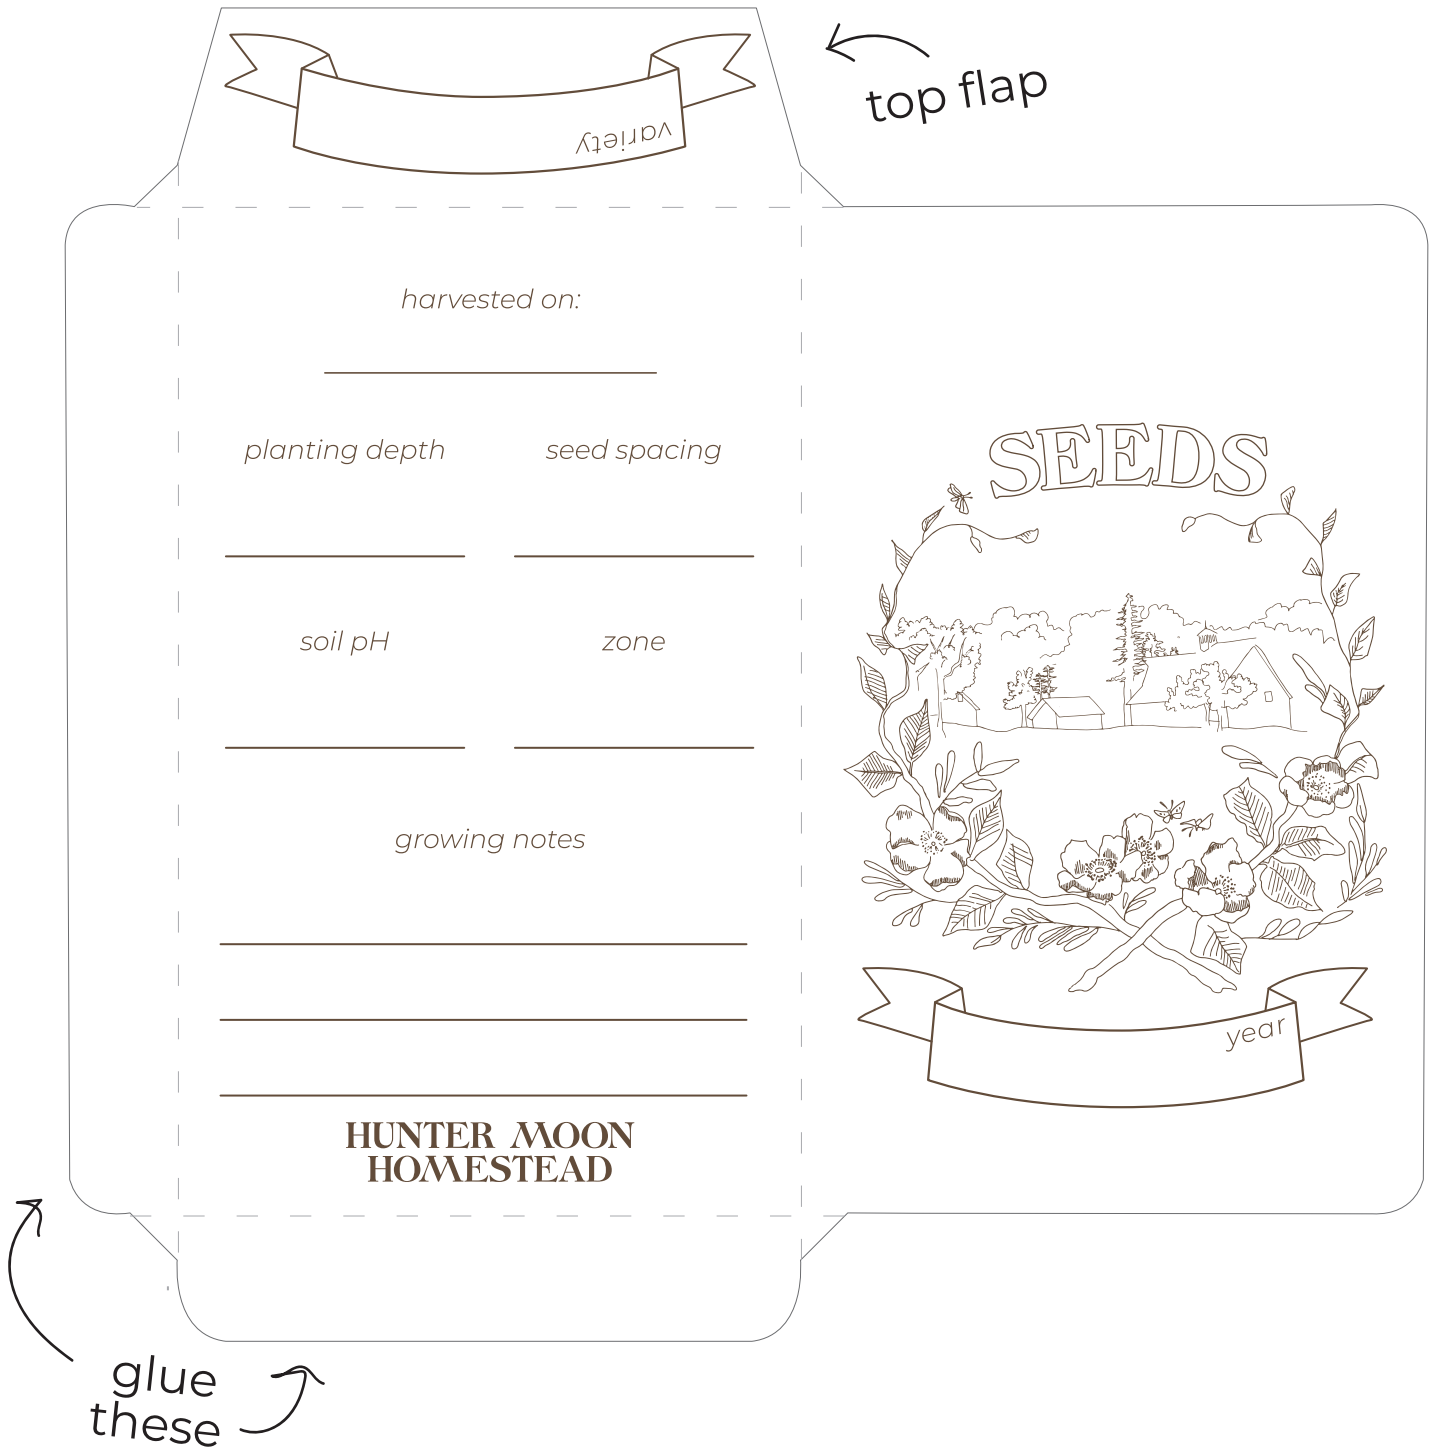 variety
top flap
harvested on:
planting depth
seed spacing
soil pH
zone
growing notes
HUNTER MOON
HOMESTEAD
SEEDS
year
glue
these